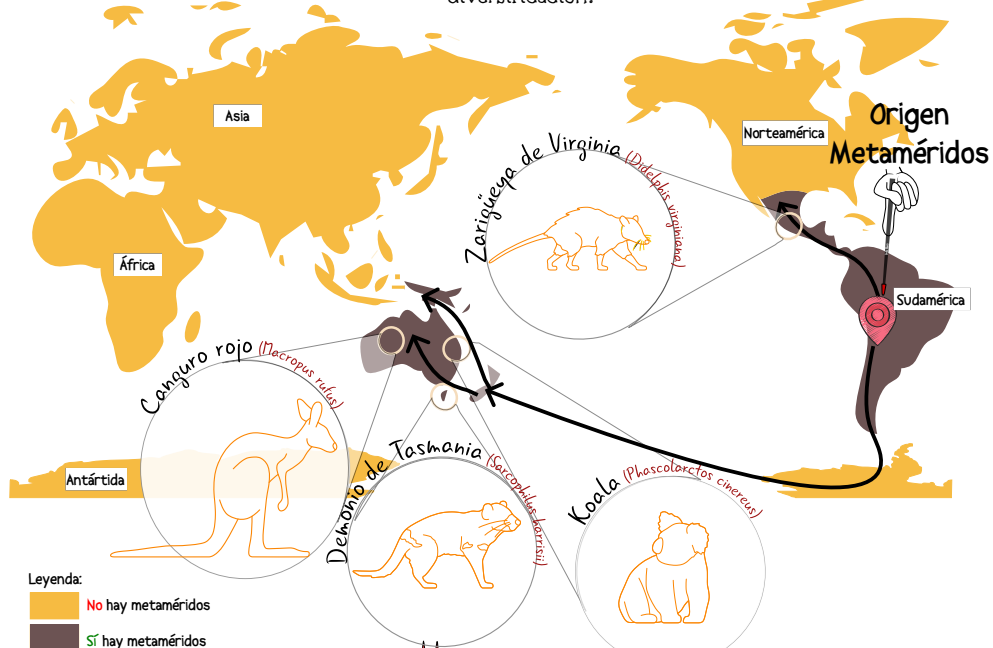 diversificación.
Asia
Norteamérica
Origen
Metaméridos
Zarigüeya de Virginia (Didelphis virginiana)
África
Sudamérica
Canguro rojo (Macropus rufus)
Antártida
Demonio de Tasmania (Sarcophilus harrisii)
Koala (Phascolarctos cinereus)
Leyenda:
No hay metaméridos
Sí hay metaméridos